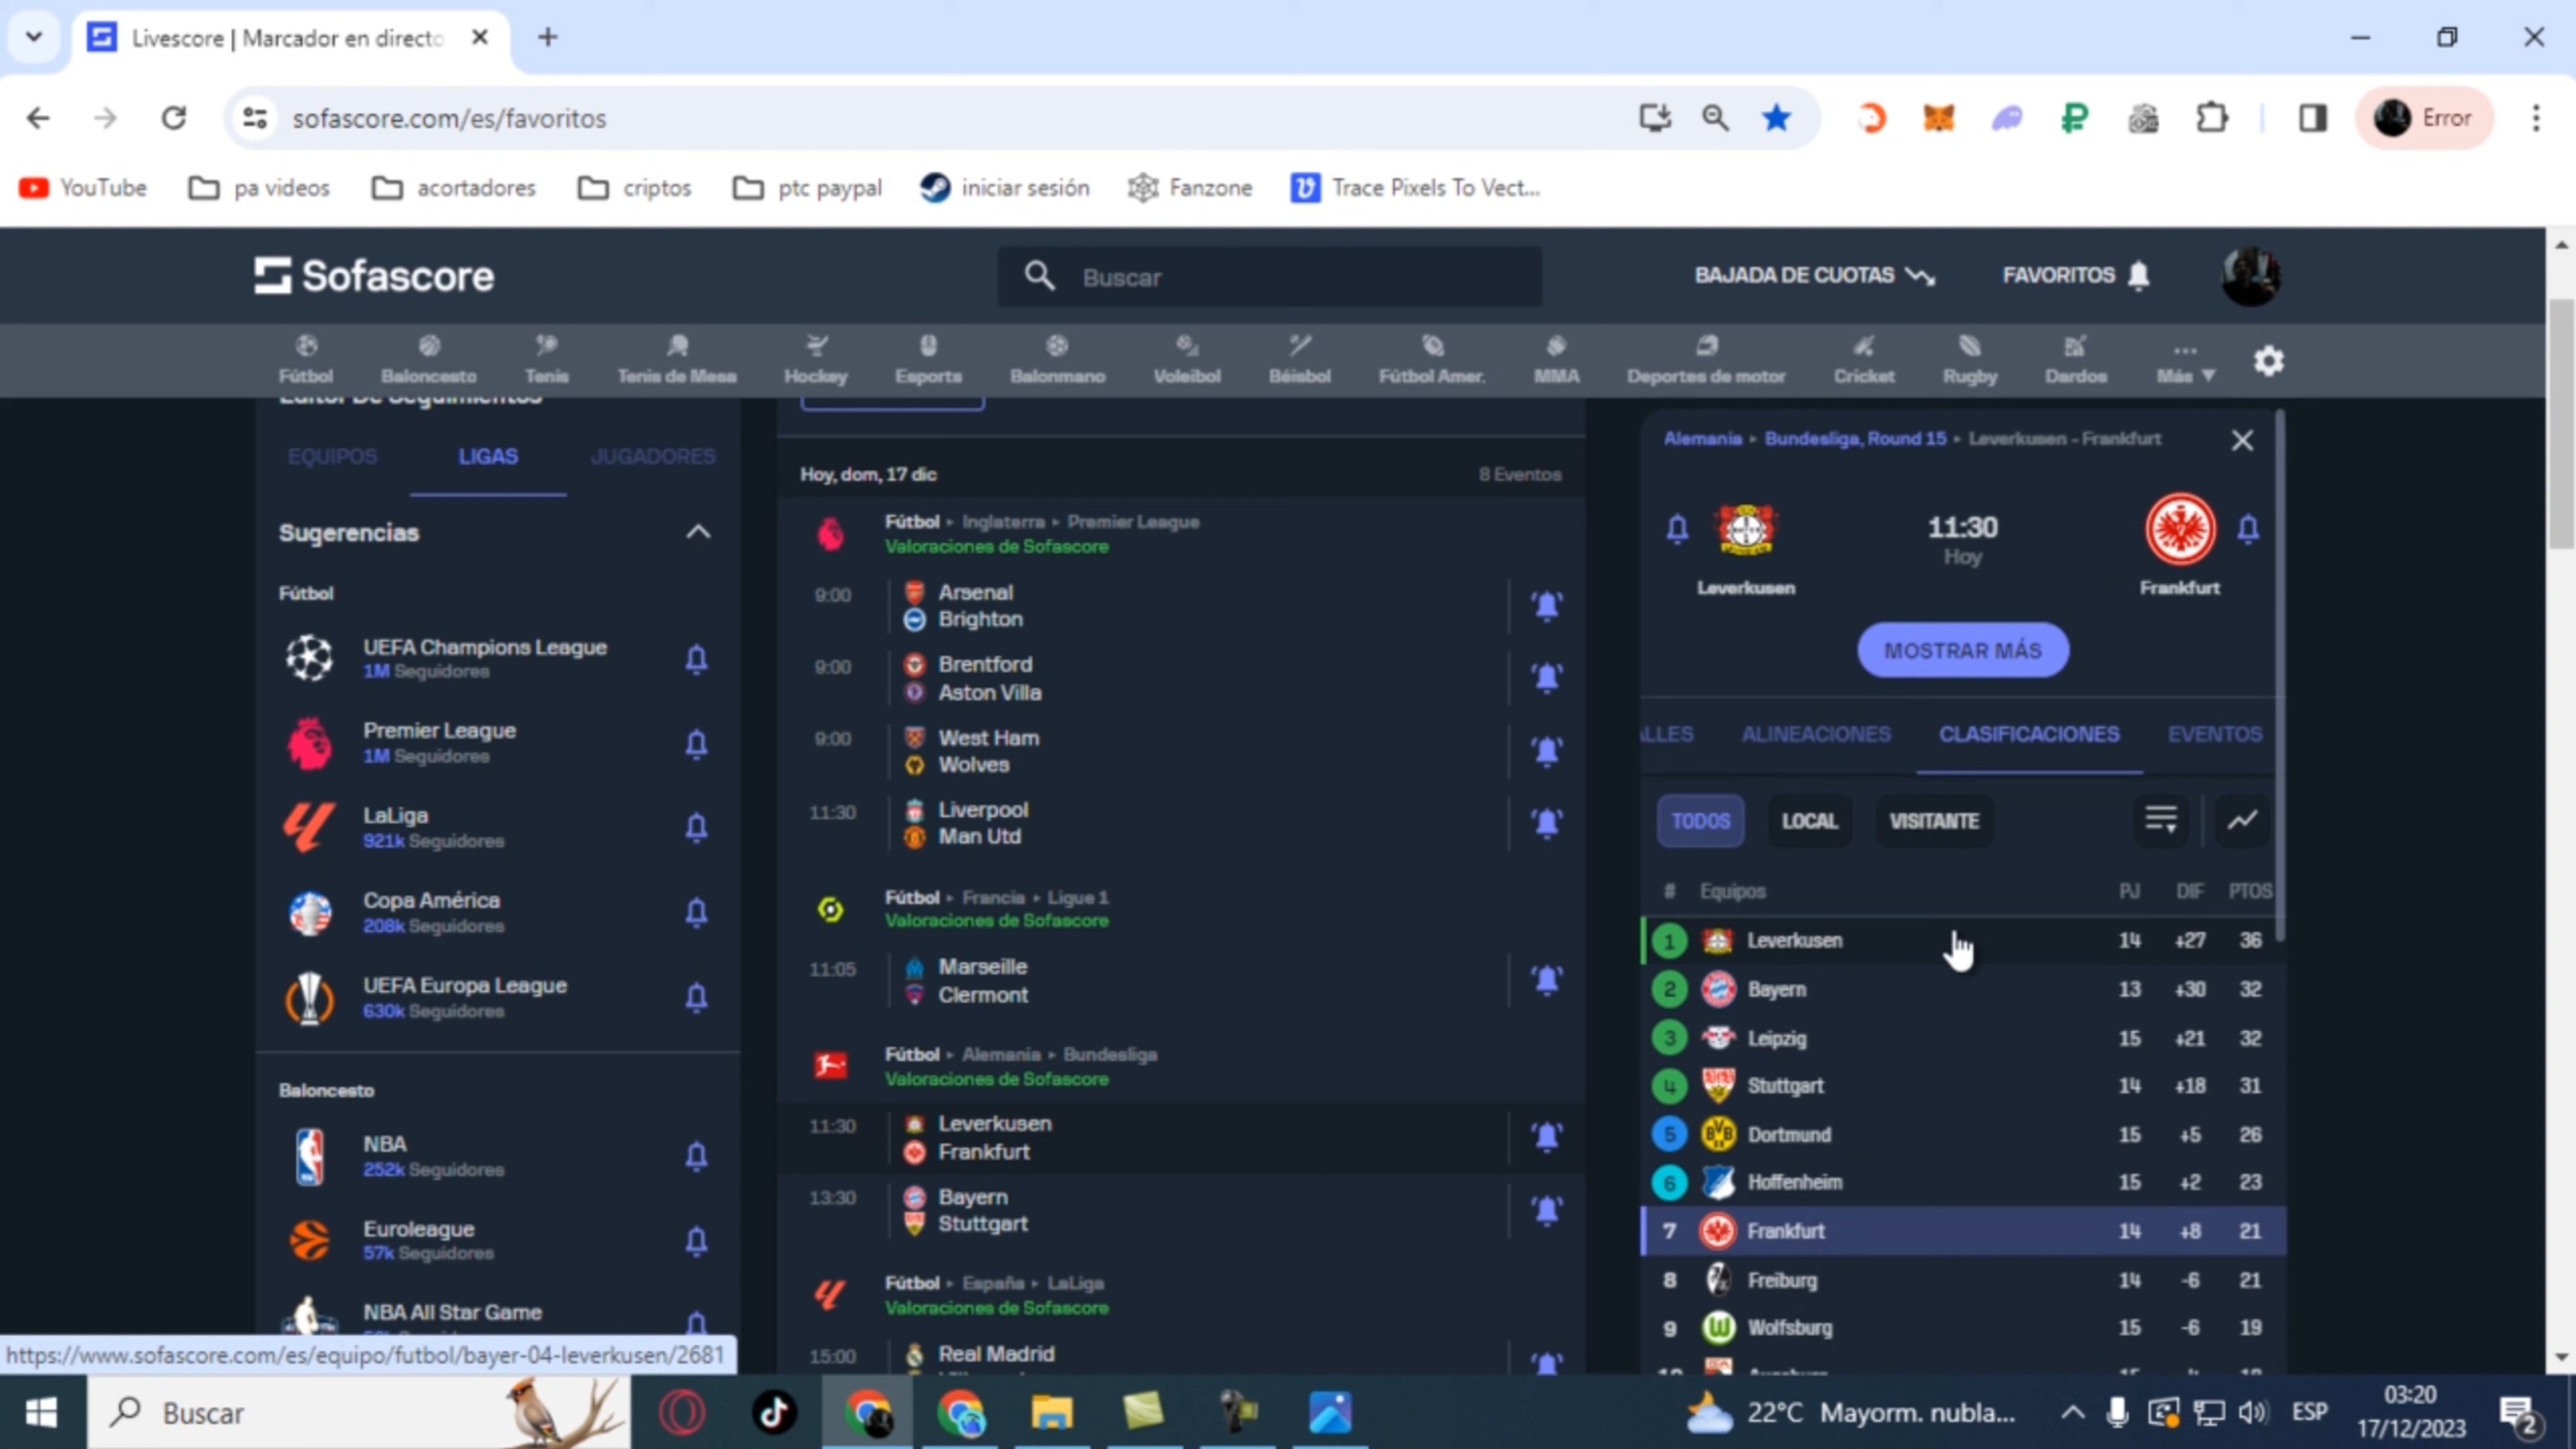 Livescore | Marcador en directo
sofascore.com/es/favoritos
Error
YouTube
pa videos
acortadores
criptos
ptc paypal
iniciar sesión
Fanzone
Trace Pixels To Vect...
Sofascore
Buscar
BAJADA DE CUOTAS
FAVORITOS
Fútbol
Baloncesto
Tenis
Tenis de Mesa
Hockey
Esports
Balonmano
Voleibol
Béisbol
Fútbol Amer.
MMA
Deportes de motor
Cricket
Rugby
Dardos
Más ▼
Editor De Seguimientos
EQUIPOS
LIGAS
JUGADORES
Sugerencias
Fútbol
UEFA Champions League
1M Seguidores
Premier League
1M Seguidores
LaLiga
921k Seguidores
Copa América
208k Seguidores
UEFA Europa League
630k Seguidores
Baloncesto
NBA
252k Seguidores
Euroleague
57k Seguidores
NBA All Star Game
Hoy, dom, 17 dic
8 Eventos
Fútbol ▸ Inglaterra ▸ Premier League
Valoraciones de Sofascore
9:00
Arsenal
Brighton
9:00
Brentford
Aston Villa
9:00
West Ham
Wolves
11:30
Liverpool
Man Utd
Fútbol ▸ Francia ▸ Ligue 1
Valoraciones de Sofascore
11:05
Marseille
Clermont
Fútbol ▸ Alemania ▸ Bundesliga
Valoraciones de Sofascore
11:30
Leverkusen
Frankfurt
13:30
Bayern
Stuttgart
Fútbol ▸ España ▸ LaLiga
Valoraciones de Sofascore
15:00
Real Madrid
Alemania ▸ Bundesliga, Round 15 ▸ Leverkusen - Frankfurt
11:30
Hoy
Leverkusen
Frankfurt
MOSTRAR MÁS
ALLES
ALINEACIONES
CLASIFICACIONES
EVENTOS
TODOS
LOCAL
VISITANTE
# Equipos PJ DIF PTOS
1 Leverkusen 14 +27 36
2 Bayern 13 +30 32
3 Leipzig 15 +21 32
4 Stuttgart 14 +18 31
5 Dortmund 15 +5 26
6 Hoffenheim 15 +2 23
7 Frankfurt 14 +8 21
8 Freiburg 14 -6 21
9 Wolfsburg 15 -6 19
https://www.sofascore.com/es/equipo/futbol/bayer-04-leverkusen/2681
Buscar
22°C Mayorm. nubla...
ESP
03:20
17/12/2023
2